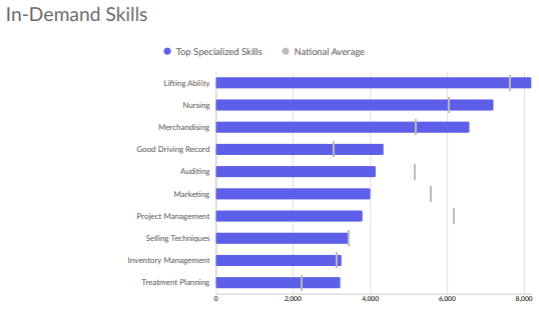 In-Demand Skills
Top Specialized Skills National Average
Lifting Ability
Nursing
Merchandising
Good Driving Record
Auditing
Marketing
Project Management
Selling Techniques
Inventory Management
Treatment Planning
0 2,000 4,000 6,000 8,000